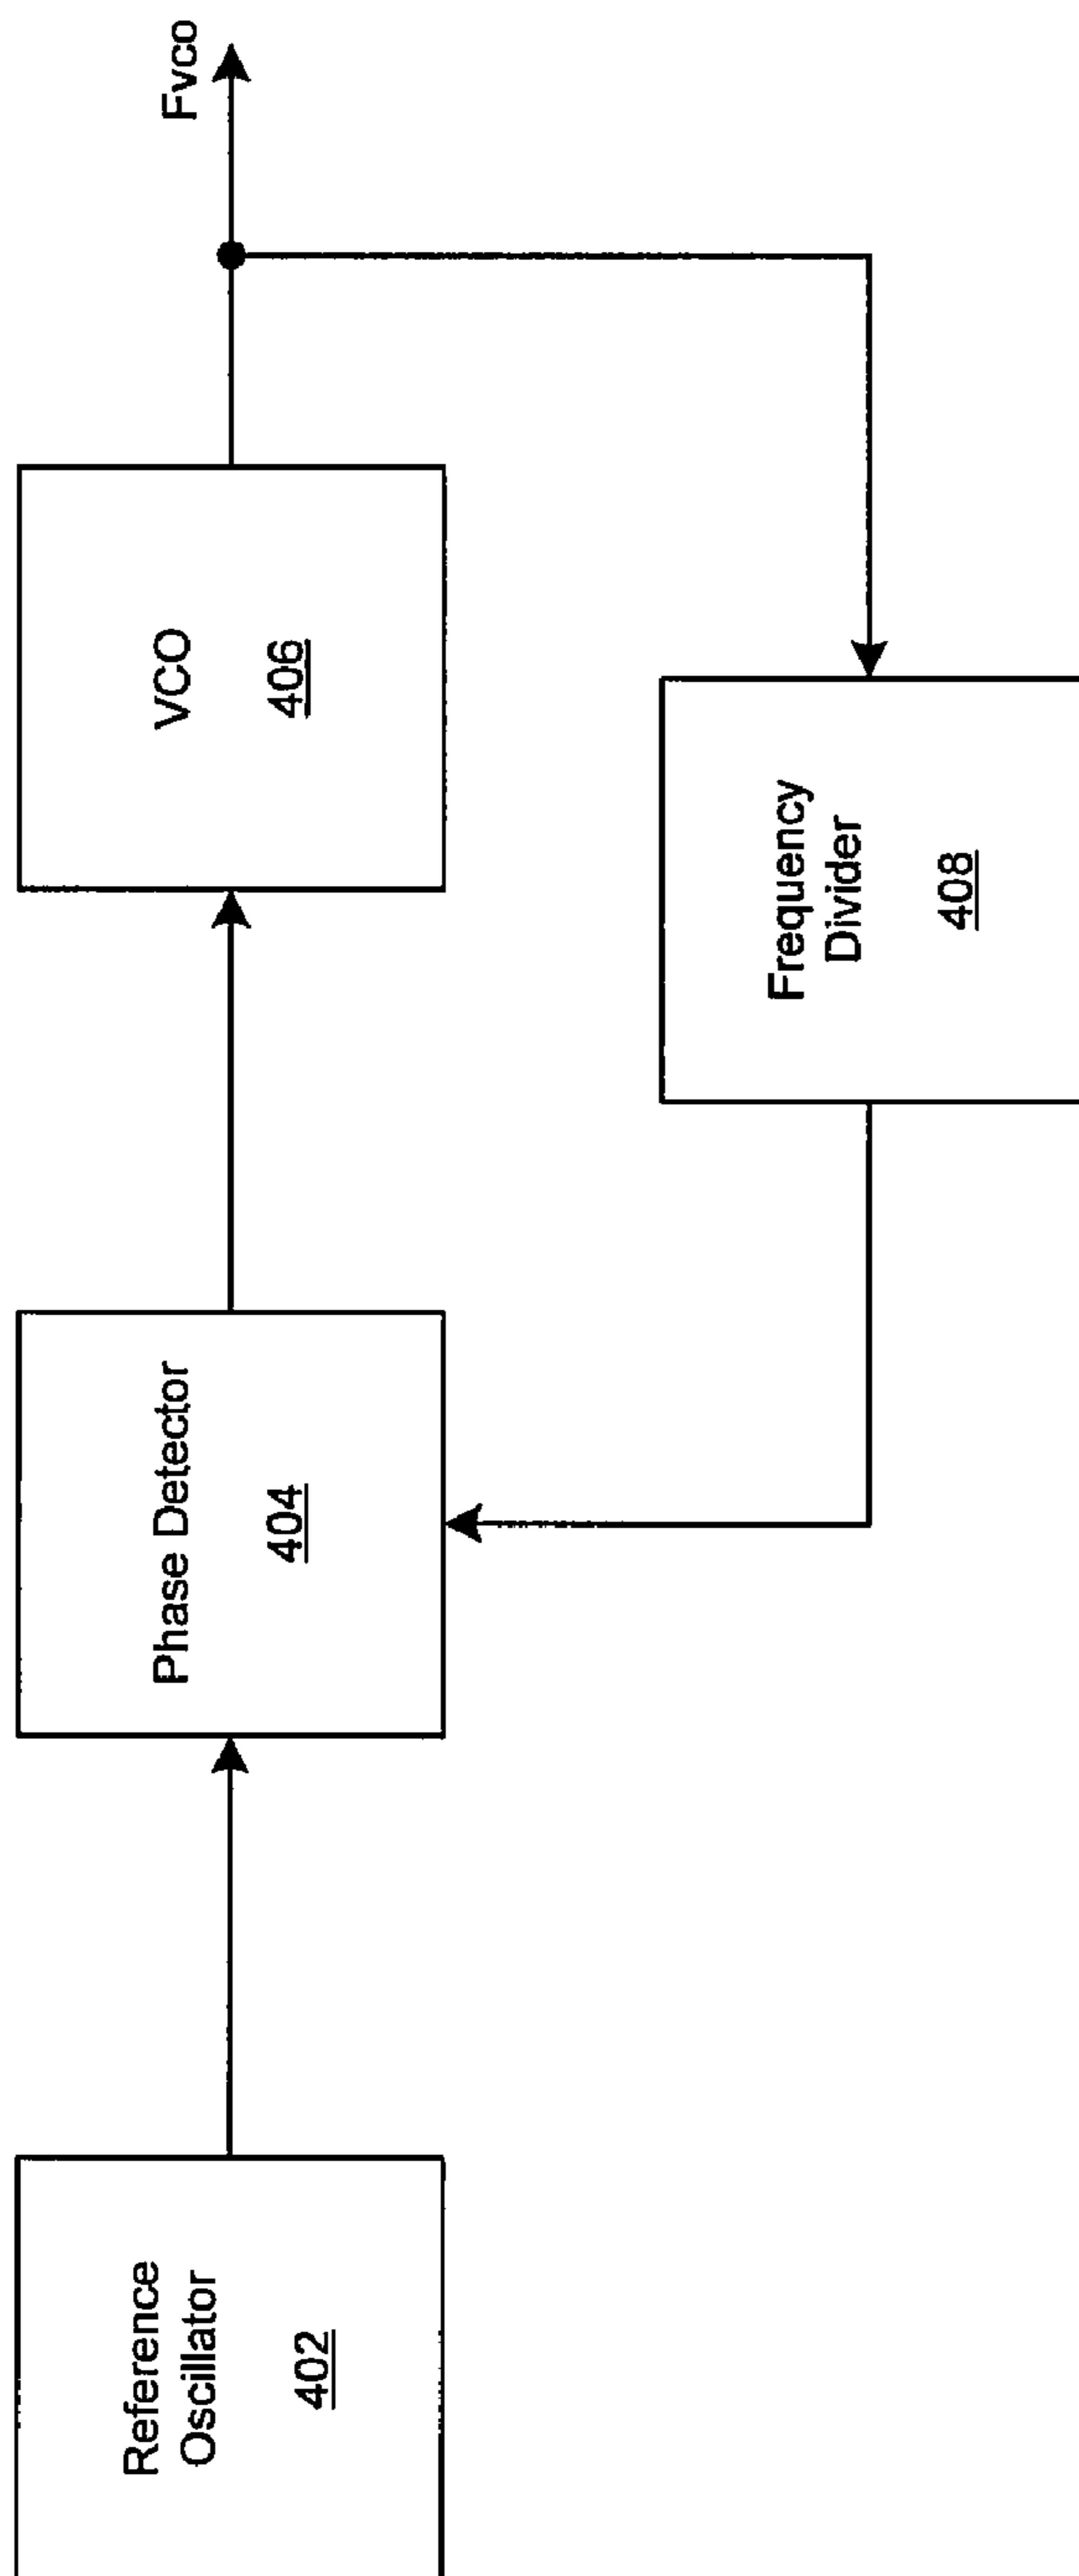 Reference
Oscillator
402
Phase Detector
404
VCO
406
Fvco
Frequency
Divider
408